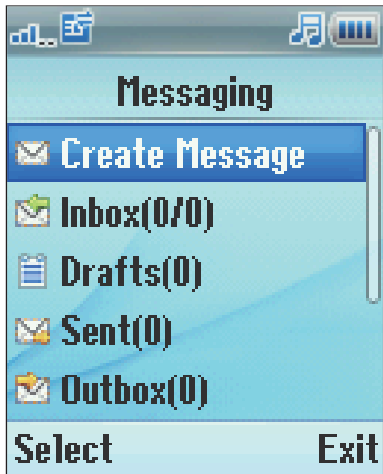 Messaging
Create Message
Inbox(0/0)
Drafts(0)
Sent(0)
Outbox(0)
Select Exit